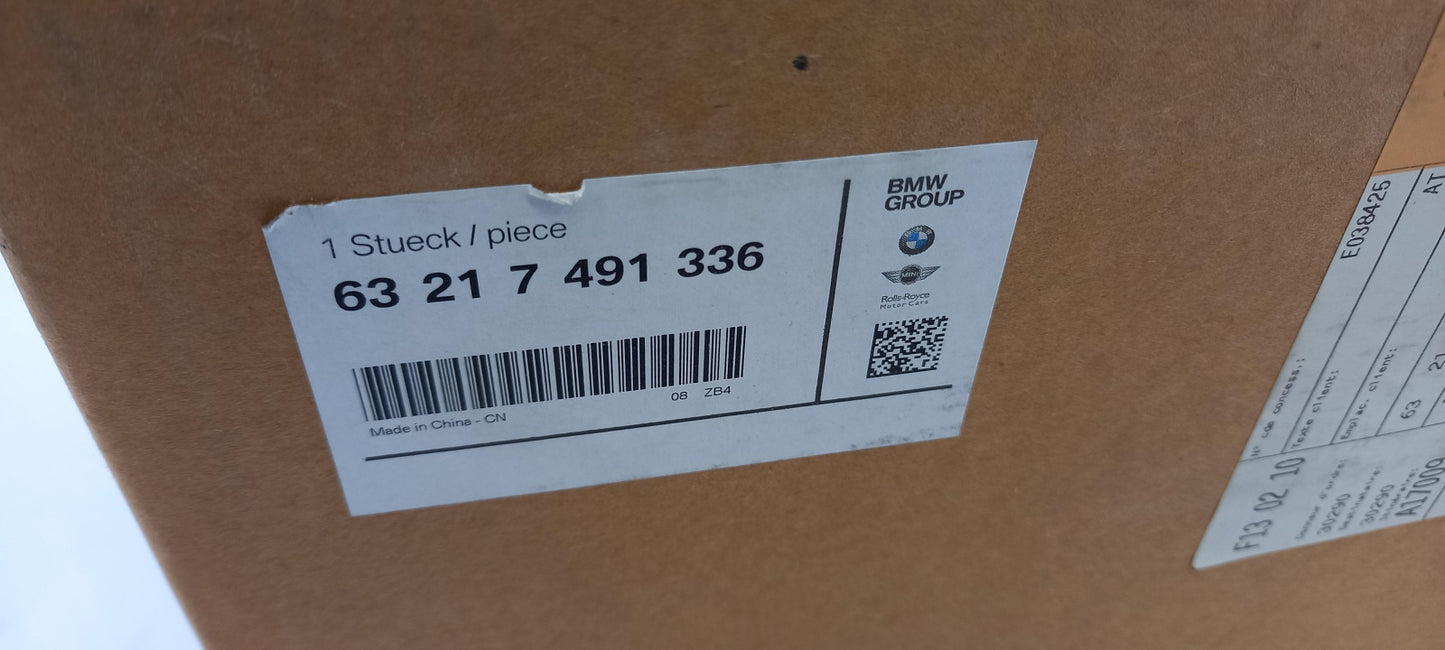 1 Stueck / piece
63 21 7 491 336
Made in China - CN
08 ZB4
BMW
GROUP
MINI
Rolls-Royce
Motor Cars
E038425
AT
N° cde concess.:
Texte client:
Emplac. client:
63
21
F13 02 10
30290
30290
A17009